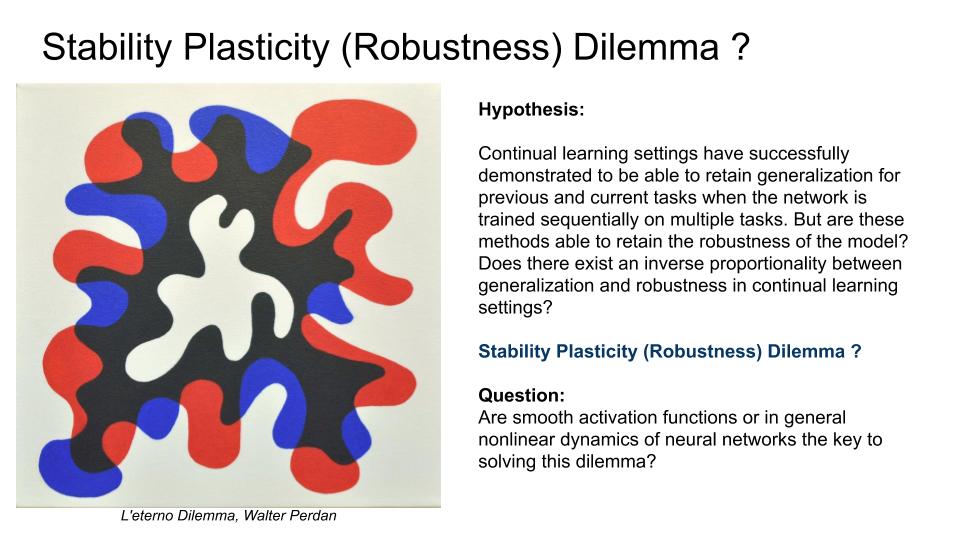 Stability Plasticity (Robustness) Dilemma ?
Hypothesis:
Continual learning settings have successfully
demonstrated to be able to retain generalization for
previous and current tasks when the network is
trained sequentially on multiple tasks. But are these
methods able to retain the robustness of the model?
Does there exist an inverse proportionality between
generalization and robustness in continual learning
settings?
Stability Plasticity (Robustness) Dilemma ?
Question:
Are smooth activation functions or in general
nonlinear dynamics of neural networks the key to
solving this dilemma?
L'eterno Dilemma, Walter Perdan